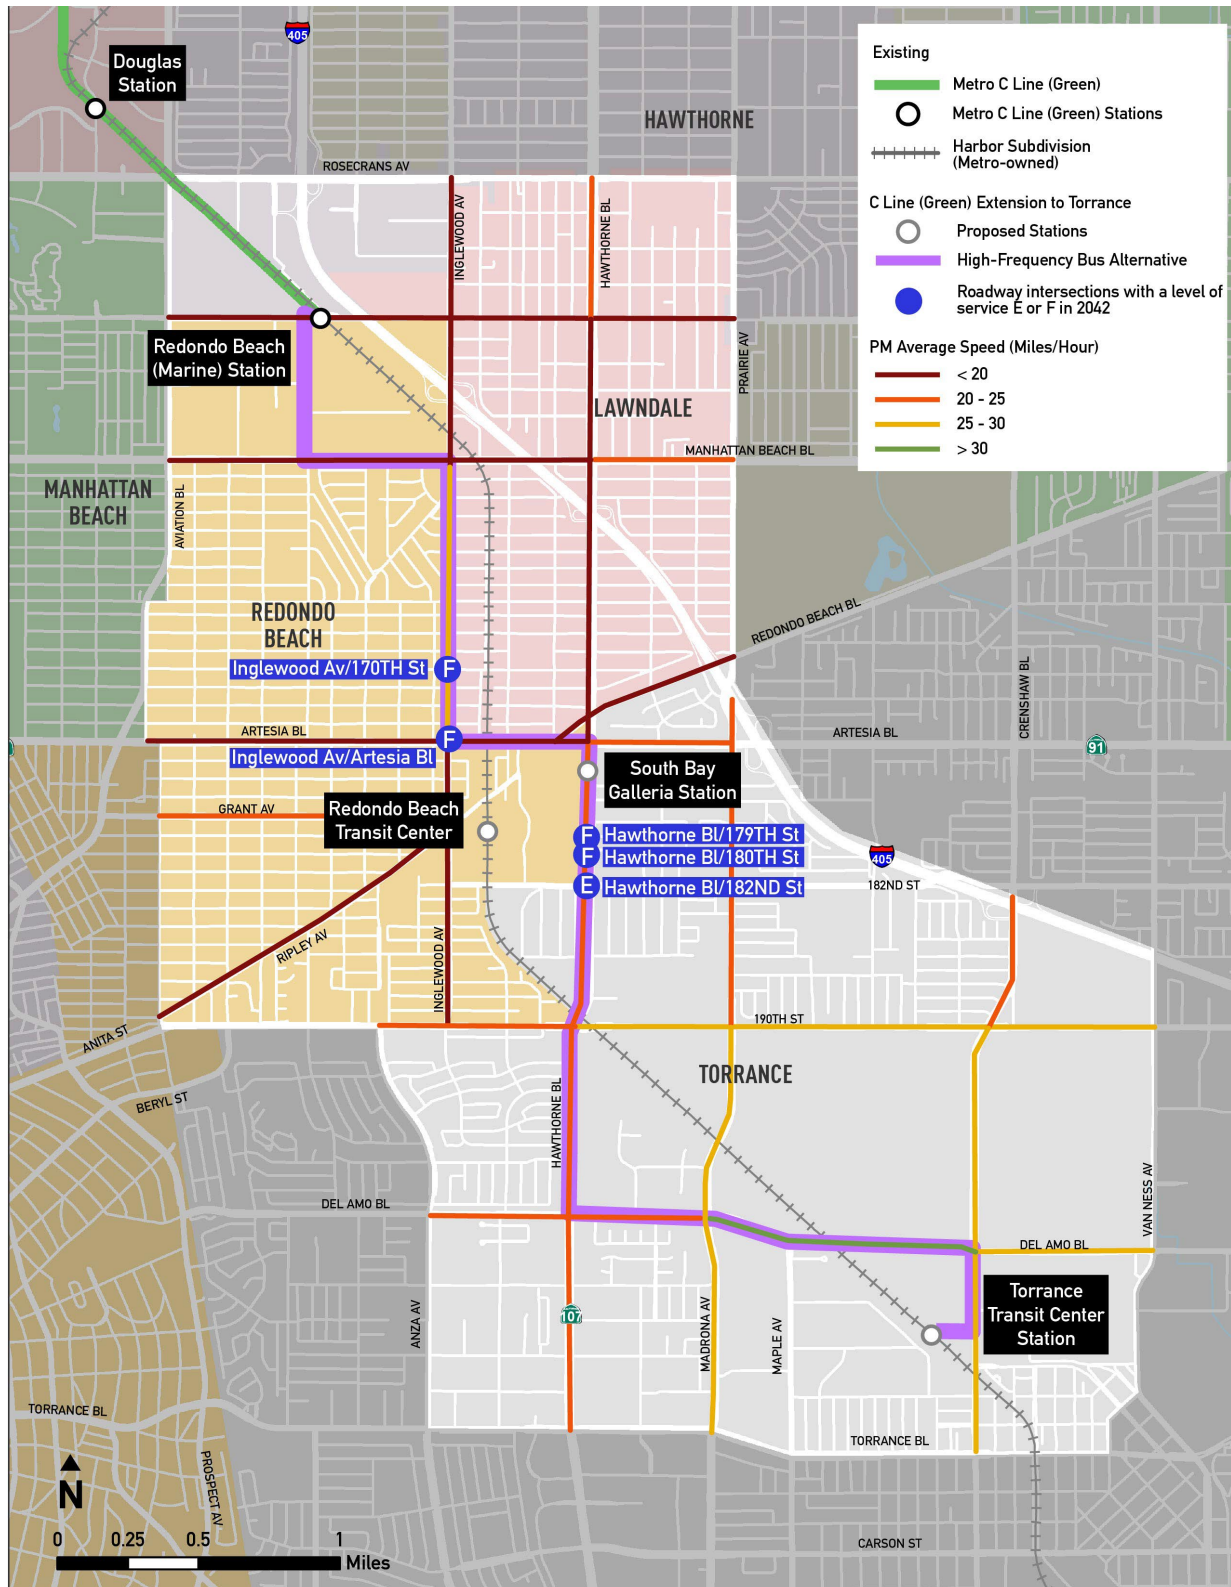 405
Douglas
Station
HAWTHORNE
ROSECRANS AV
Existing
Metro C Line (Green)
Metro C Line (Green) Stations
Harbor Subdivision
(Metro-owned)
C Line (Green) Extension to Torrance
Proposed Stations
High-Frequency Bus Alternative
Roadway intersections with a level of
service E or F in 2042
PM Average Speed (Miles/Hour)
< 20
20 - 25
25 - 30
> 30
INGLEWOOD AV
HAWTHORNE BL
PRAIRIE AV
Redondo Beach
(Marine) Station
LAWNDALE
MANHATTAN BEACH BL
MANHATTAN
BEACH
AVIATION BL
REDONDO
BEACH
REDONDO BEACH BL
Inglewood Av/170TH St
F
CRENSHAW BL
ARTESIA BL
F
ARTESIA BL
91
Inglewood Av/Artesia Bl
South Bay
Galleria Station
GRANT AV
Redondo Beach
Transit Center
F
Hawthorne Bl/179TH St
F
Hawthorne Bl/180TH St
405
E
Hawthorne Bl/182ND St
182ND ST
RIPLEY AV
INGLEWOOD AV
190TH ST
ANITA ST
TORRANCE
BERYL ST
HAWTHORNE BL
VAN NESS AV
DEL AMO BL
DEL AMO BL
ANZA AV
107
MADRONA AV
MAPLE AV
Torrance
Transit Center
Station
TORRANCE BL
TORRANCE BL
PROSPECT AV
N
CARSON ST
0 0.25 0.5 1
Miles